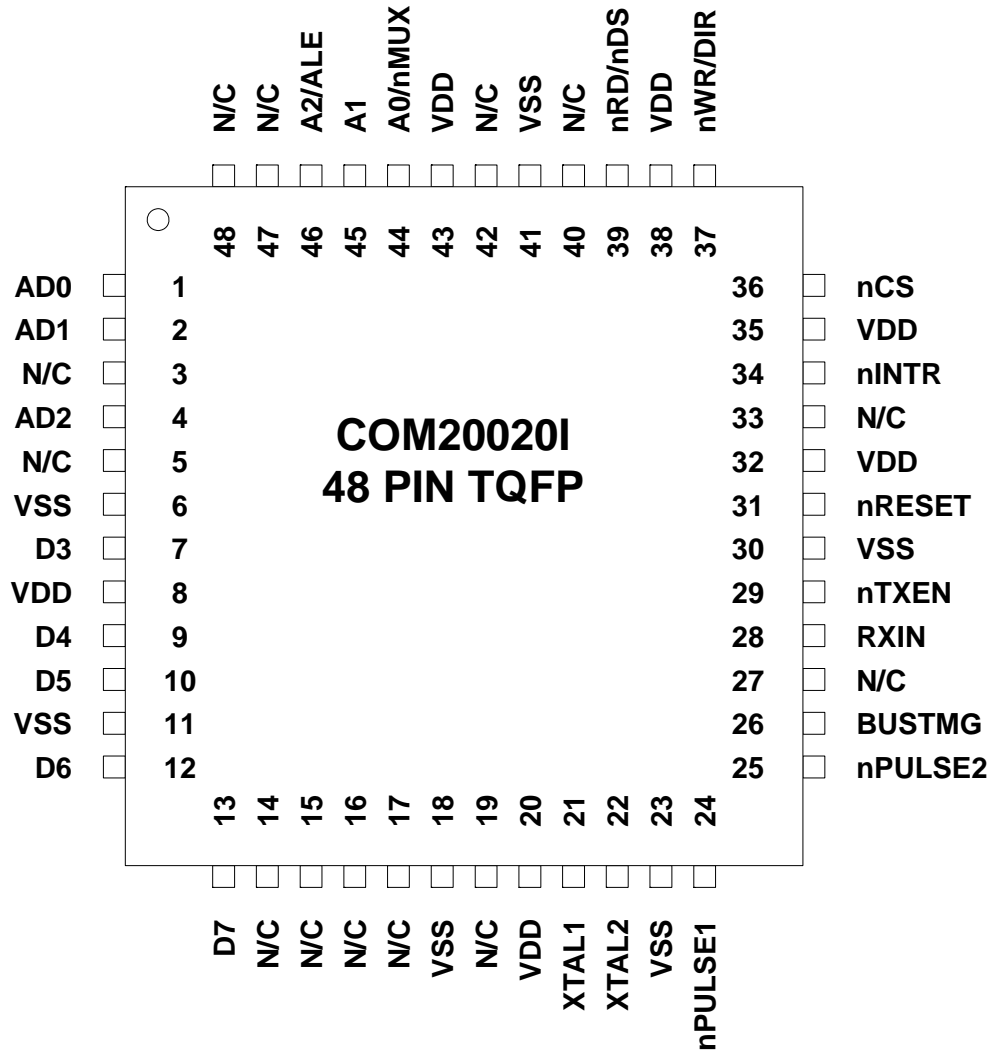 N/C
N/C
A2/ALE
A1
A0/nMUX
VDD
N/C
VSS
N/C
nRD/nDS
VDD
nWR/DIR
48
47
46
45
44
43
42
41
40
39
38
37
AD0 1
AD1 2
N/C 3
AD2 4
N/C 5
VSS 6
D3 7
VDD 8
D4 9
D5 10
VSS 11
D6 12
COM20020I
48 PIN TQFP
36 nCS
35 VDD
34 nINTR
33 N/C
32 VDD
31 nRESET
30 VSS
29 nTXEN
28 RXIN
27 N/C
26 BUSTMG
25 nPULSE2
13
14
15
16
17
18
19
20
21
22
23
24
D7
N/C
N/C
N/C
N/C
VSS
N/C
VDD
XTAL1
XTAL2
VSS
nPULSE1